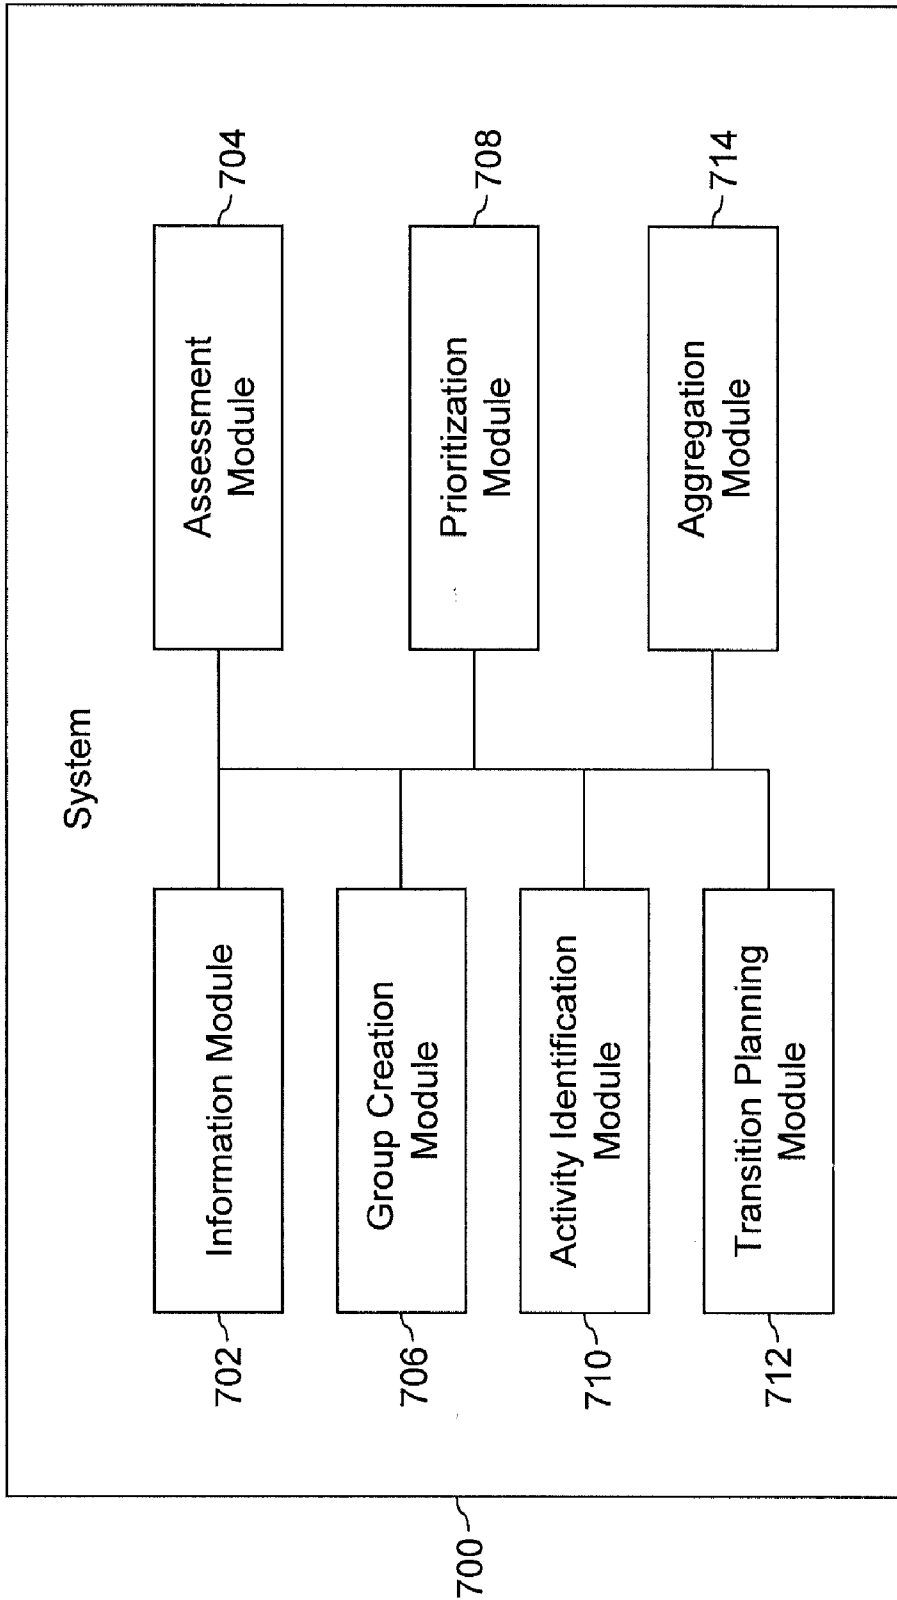 System
702
Information Module
Assessment
Module
704
706
Group Creation
Module
Prioritization
Module
708
710
Activity Identification
Module
Aggregation
Module
714
712
Transition Planning
Module
700